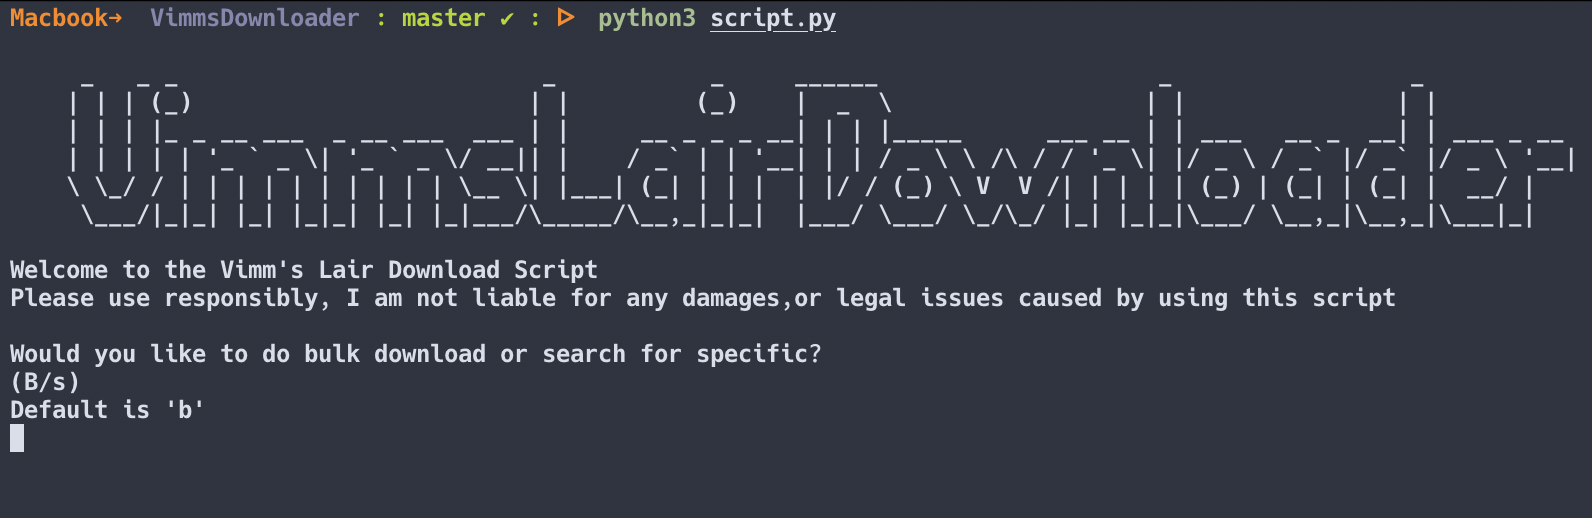 Macbook→ VimmsDownloader : master ✔ : ᐅ python3 script.py
VimmsLairDownloader
Welcome to the Vimm's Lair Download Script
Please use responsibly, I am not liable for any damages,or legal issues caused by using this script
Would you like to do bulk download or search for specific?
(B/s)
Default is 'b'